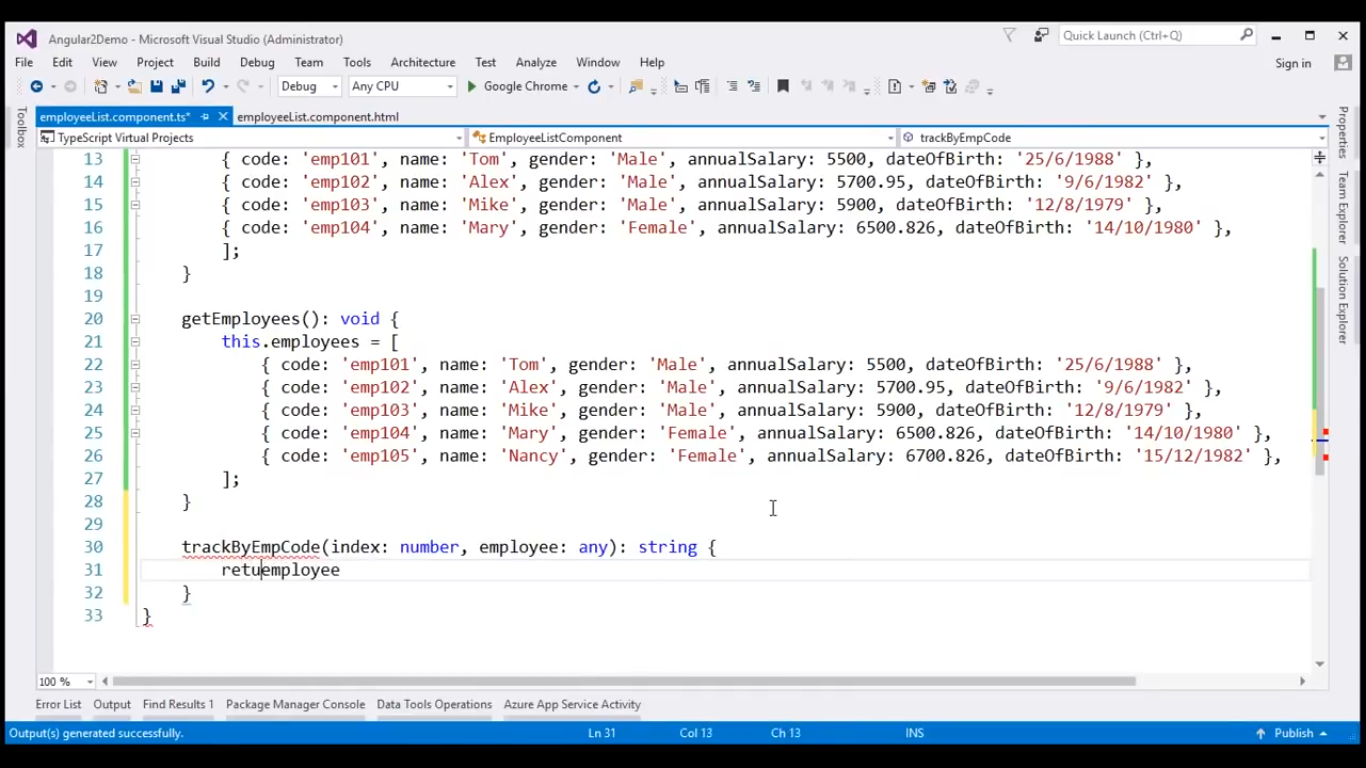 Angular2Demo - Microsoft Visual Studio (Administrator)
Quick Launch (Ctrl+Q)
File Edit View Project Build Debug Team Tools Architecture Test Analyze Window Help
Sign in
Debug Any CPU Google Chrome
employeeList.component.ts* employeeList.component.html
TypeScript Virtual Projects EmployeeListComponent trackByEmpCode
Toolbox
Properties
Team Explorer
Solution Explorer
13 { code: 'emp101', name: 'Tom', gender: 'Male', annualSalary: 5500, dateOfBirth: '25/6/1988' },
14 { code: 'emp102', name: 'Alex', gender: 'Male', annualSalary: 5700.95, dateOfBirth: '9/6/1982' },
15 { code: 'emp103', name: 'Mike', gender: 'Male', annualSalary: 5900, dateOfBirth: '12/8/1979' },
16 { code: 'emp104', name: 'Mary', gender: 'Female', annualSalary: 6500.826, dateOfBirth: '14/10/1980' },
17 ];
18 }
19
20 getEmployees(): void {
21 this.employees = [
22 { code: 'emp101', name: 'Tom', gender: 'Male', annualSalary: 5500, dateOfBirth: '25/6/1988' },
23 { code: 'emp102', name: 'Alex', gender: 'Male', annualSalary: 5700.95, dateOfBirth: '9/6/1982' },
24 { code: 'emp103', name: 'Mike', gender: 'Male', annualSalary: 5900, dateOfBirth: '12/8/1979' },
25 { code: 'emp104', name: 'Mary', gender: 'Female', annualSalary: 6500.826, dateOfBirth: '14/10/1980' },
26 { code: 'emp105', name: 'Nancy', gender: 'Female', annualSalary: 6700.826, dateOfBirth: '15/12/1982' },
27 ];
28 }
29
30 trackByEmpCode(index: number, employee: any): string {
31 retuemployee
32 }
33 }
100 %
Error List Output Find Results 1 Package Manager Console Data Tools Operations Azure App Service Activity
Output(s) generated successfully. Ln 31 Col 13 Ch 13 INS Publish